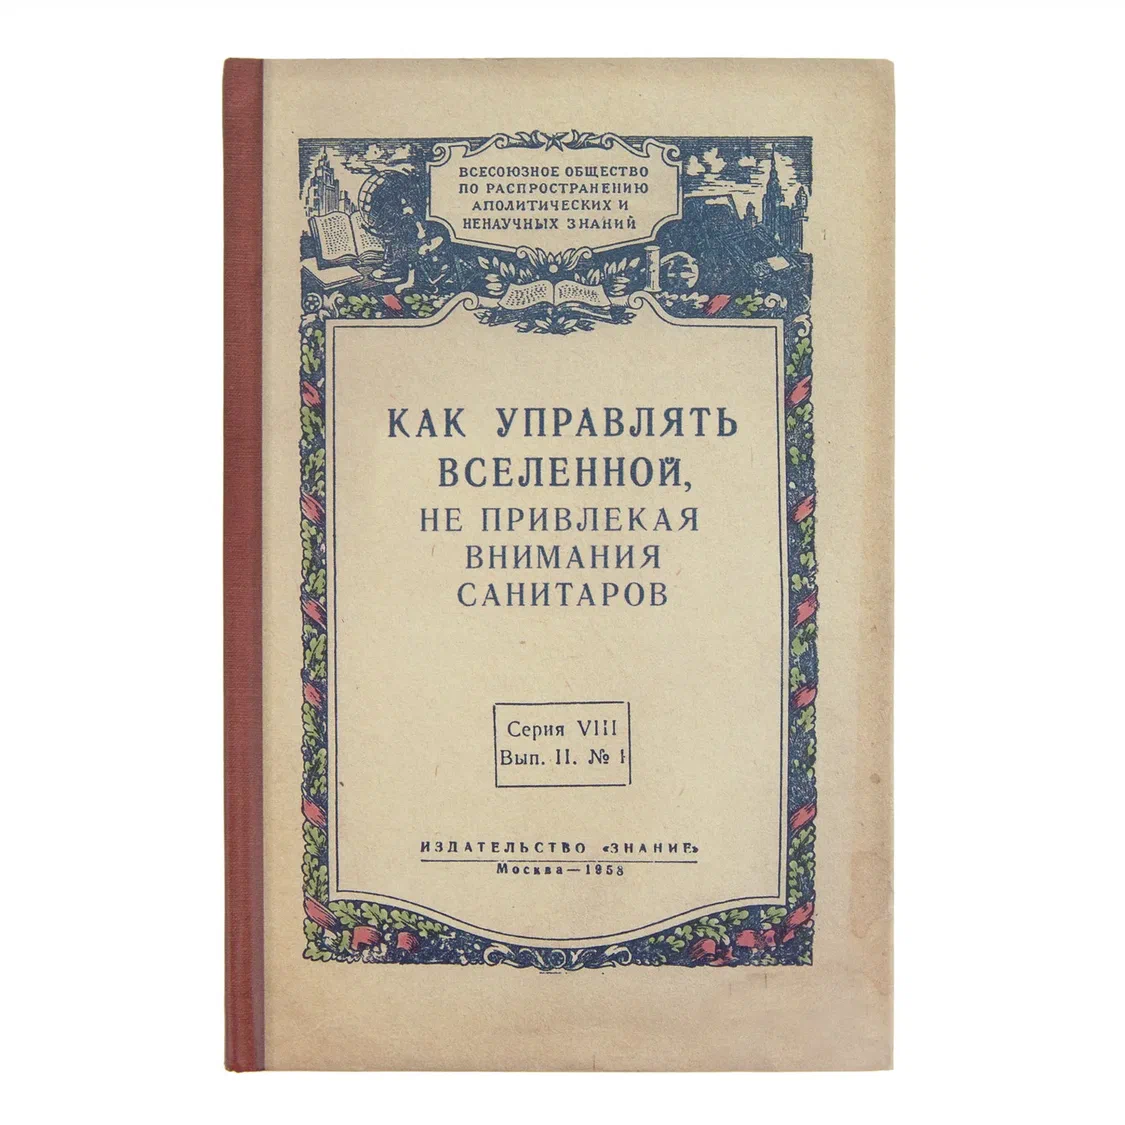 ВСЕСОЮЗНОЕ ОБЩЕСТВО
ПО РАСПРОСТРАНЕНИЮ
АПОЛИТИЧЕСКИХ И
НЕНАУЧНЫХ ЗНАНИЙ
КАК УПРАВЛЯТЬ
ВСЕЛЕННОЙ,
НЕ ПРИВЛЕКАЯ
ВНИМАНИЯ
САНИТАРОВ
Серия VIII
Вып. II. № 1
ИЗДАТЕЛЬСТВО «ЗНАНИЕ»
Москва—1958